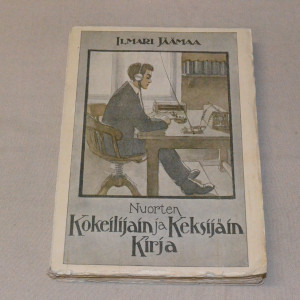 ILMARI JÄÄMAA
Nuorten
Kokeilijain ja Keksijäin
Kirja